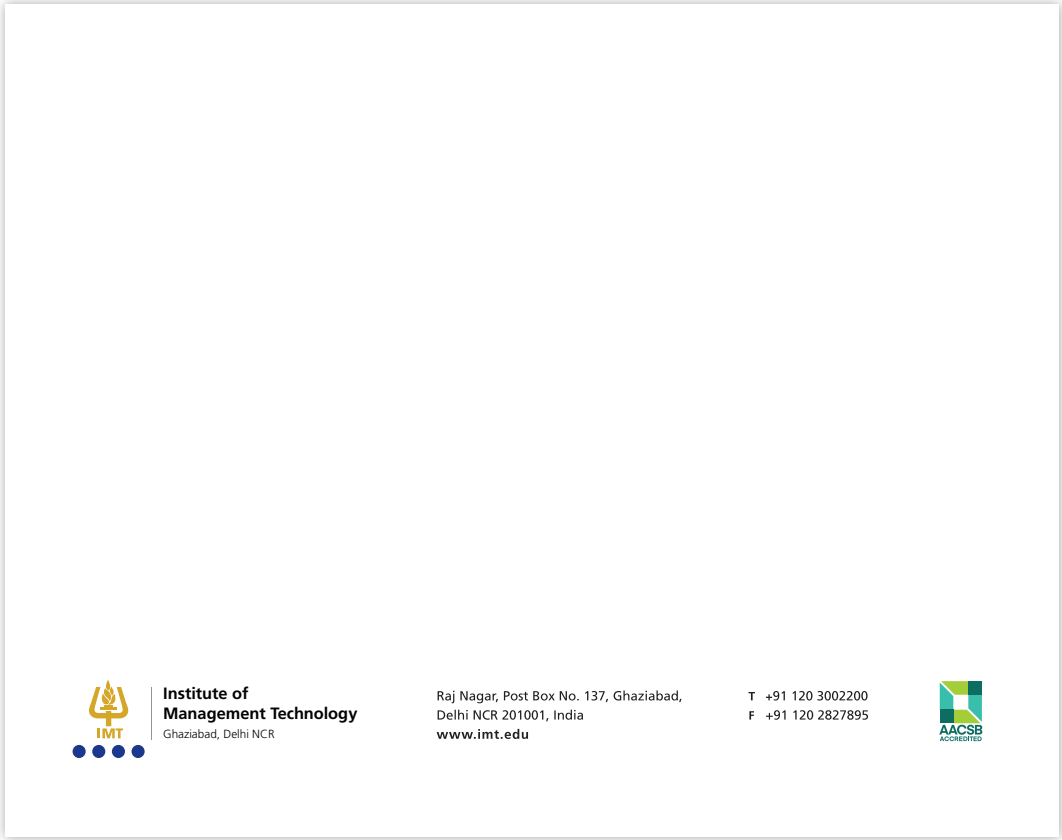 IMT
Institute of
Management Technology
Ghaziabad, Delhi NCR
Raj Nagar, Post Box No. 137, Ghaziabad,
Delhi NCR 201001, India
www.imt.edu
T +91 120 3002200
F +91 120 2827895
AACSB
ACCREDITED